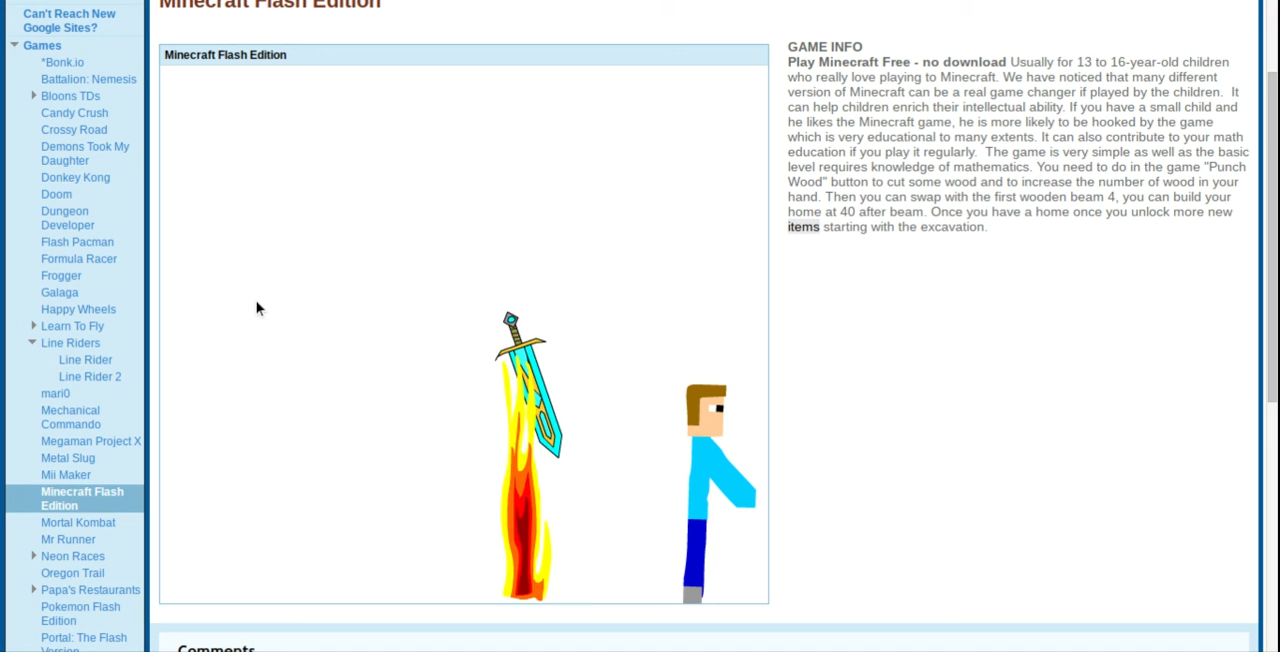 Can't Reach New
Google Sites?
Games
*Bonk.io
Battalion: Nemesis
Bloons TDs
Candy Crush
Crossy Road
Demons Took My
Daughter
Donkey Kong
Doom
Dungeon
Developer
Flash Pacman
Formula Racer
Frogger
Galaga
Happy Wheels
Learn To Fly
Line Riders
Line Rider
Line Rider 2
mari0
Mechanical
Commando
Megaman Project X
Metal Slug
Mii Maker
Minecraft Flash
Edition
Mortal Kombat
Mr Runner
Neon Races
Oregon Trail
Papa's Restaurants
Pokemon Flash
Edition
Portal: The Flash
Version
Minecraft Flash Edition
Minecraft Flash Edition
GAME INFO
Play Minecraft Free - no download Usually for 13 to 16-year-old children
who really love playing to Minecraft. We have noticed that many different
version of Minecraft can be a real game changer if played by the children. It
can help children enrich their intellectual ability. If you have a small child and
he likes the Minecraft game, he is more likely to be hooked by the game
which is very educational to many extents. It can also contribute to your math
education if you play it regularly. The game is very simple as well as the basic
level requires knowledge of mathematics. You need to do in the game "Punch
Wood" button to cut some wood and to increase the number of wood in your
hand. Then you can swap with the first wooden beam 4, you can build your
home at 40 after beam. Once you have a home once you unlock more new
items starting with the excavation.
Comments